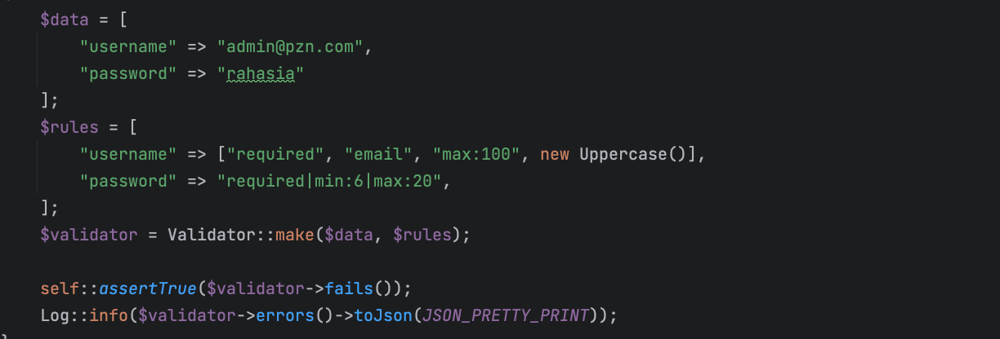 $data = [
"username" => "admin@pzn.com",
"password" => "rahasia"
];
$rules = [
"username" => ["required", "email", "max:100", new Uppercase()],
"password" => "required|min:6|max:20",
];
$validator = Validator::make($data, $rules);
self::assertTrue($validator->fails());
Log::info($validator->errors()->toJson(JSON_PRETTY_PRINT));